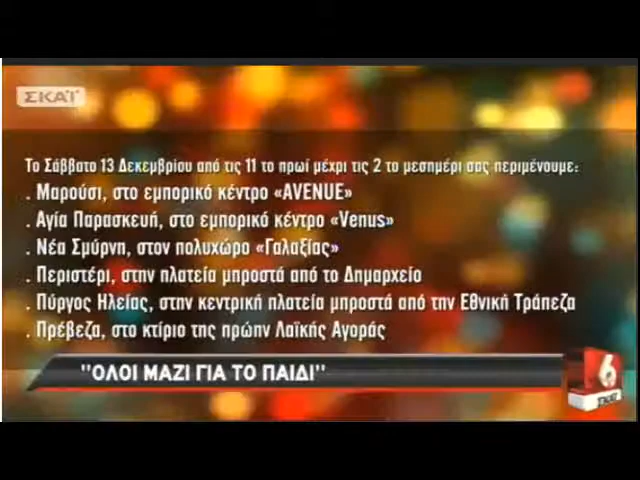 ΣΚΑΪ
Το Σάββατο 13 Δεκεμβρίου από τις 11 το πρωί μέχρι τις 2 το μεσημέρι σας περιμένουμε:
. Μαρούσι, στο εμπορικό κέντρο «AVENUE»
. Αγία Παρασκευή, στο εμπορικό κέντρο «Venus»
. Νέα Σμύρνη, στον πολυχώρο «Γαλαξίας»
. Περιστέρι, στην πλατεία μπροστά από το Δημαρχείο
. Πύργος Ηλείας, στην κεντρική πλατεία μπροστά από την Εθνική Τράπεζα
. Πρέβεζα, στο κτίριο της πρώην Λαϊκής Αγοράς
"ΟΛΟΙ ΜΑΖΙ ΓΙΑ ΤΟ ΠΑΙΔΙ"
6
ΣΚΑΪ